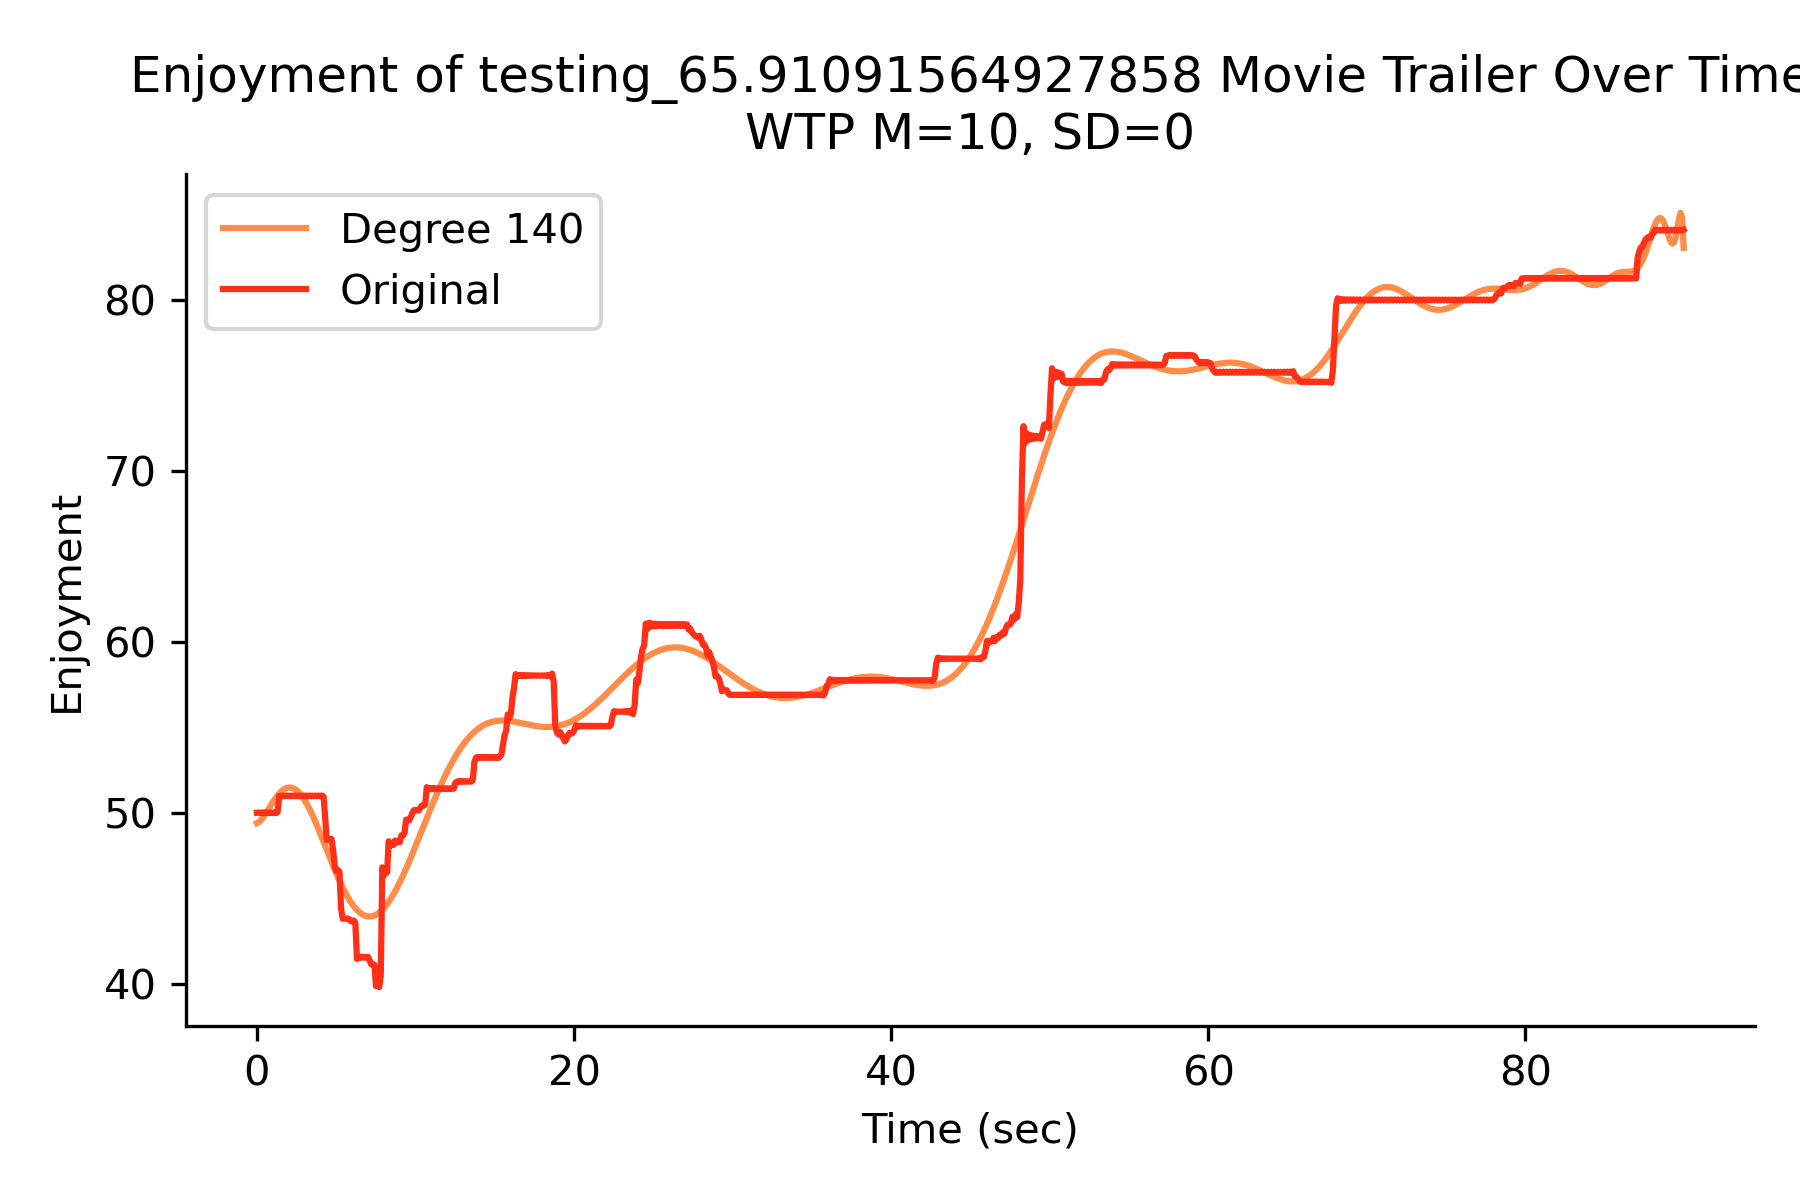 Enjoyment of testing_65.91091564927858 Movie Trailer Over Time
WTP M=10, SD=0
Degree 140
Original
80
70
60
50
40
Enjoyment
0 20 40 60 80
Time (sec)